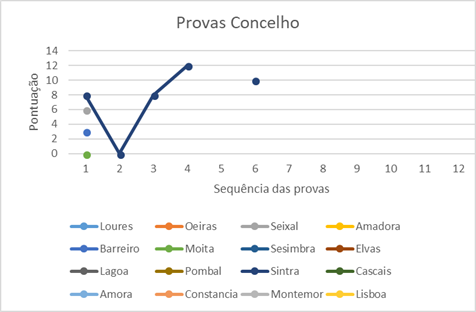 Provas Concelho
Pontuação
14
12
10
8
6
4
2
0
1 2 3 4 5 6 7 8 9 10 11 12
Sequência das provas
Loures Oeiras Seixal Amadora
Barreiro Moita Sesimbra Elvas
Lagoa Pombal Sintra Cascais
Amora Constancia Montemor Lisboa